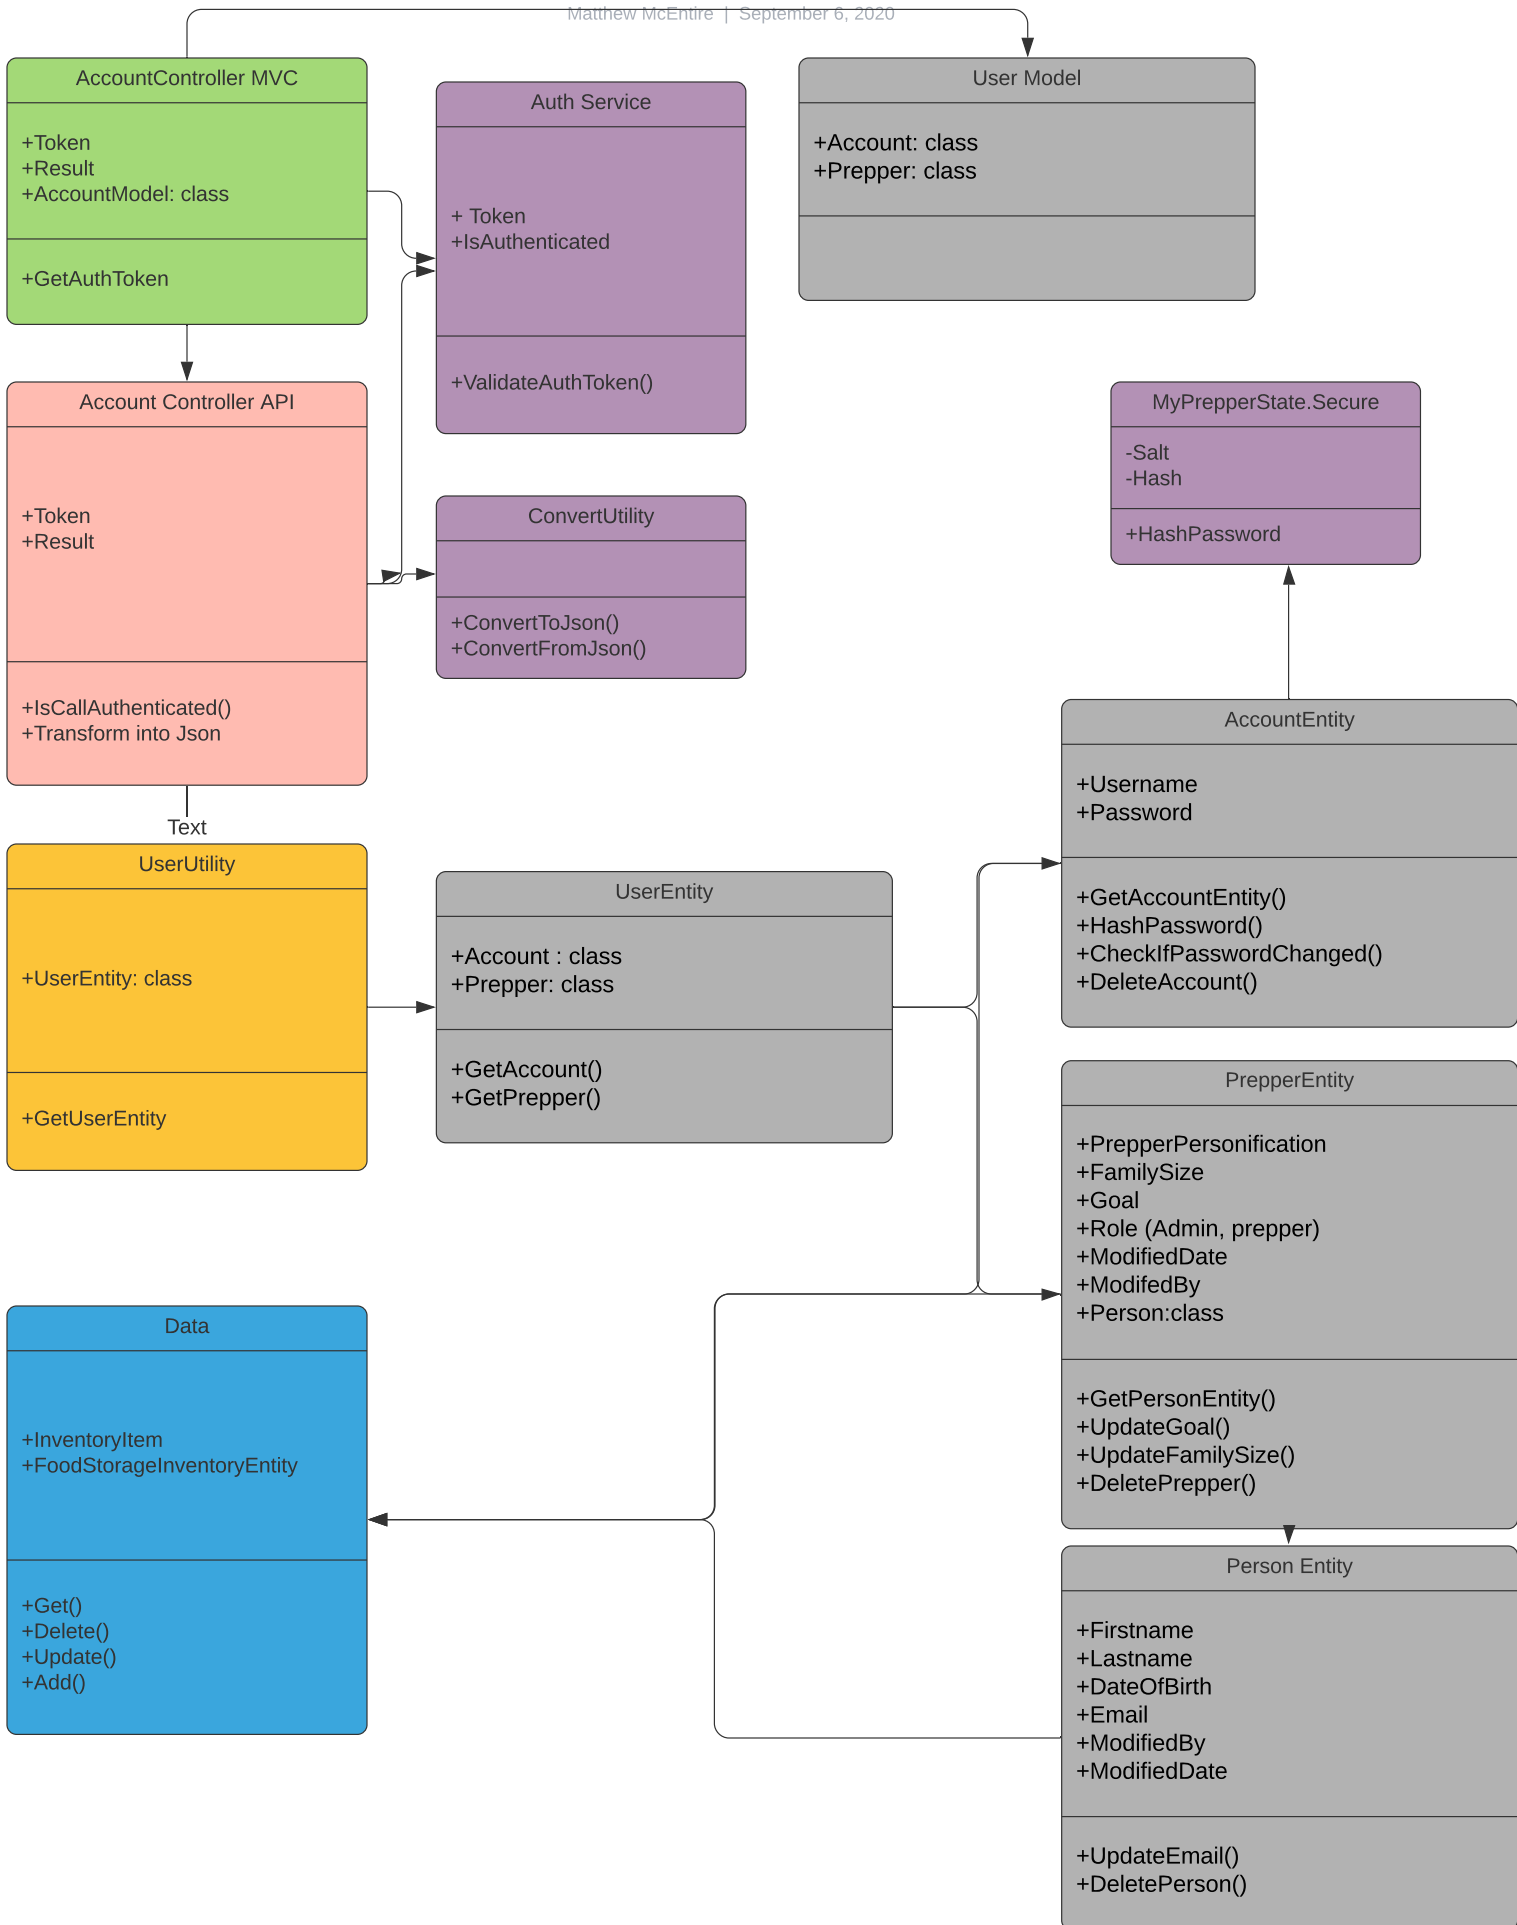 Matthew McEntire | September 6, 2020
AccountController MVC
+Token
+Result
+AccountModel: class
+GetAuthToken
Auth Service
+ Token
+IsAuthenticated
+ValidateAuthToken()
User Model
+Account: class
+Prepper: class
Account Controller API
+Token
+Result
+IsCallAuthenticated()
+Transform into Json
Text
ConvertUtility
+ConvertToJson()
+ConvertFromJson()
MyPrepperState.Secure
-Salt
-Hash
+HashPassword
AccountEntity
+Username
+Password
+GetAccountEntity()
+HashPassword()
+CheckIfPasswordChanged()
+DeleteAccount()
UserUtility
+UserEntity: class
+GetUserEntity
UserEntity
+Account : class
+Prepper: class
+GetAccount()
+GetPrepper()
PrepperEntity
+PrepperPersonification
+FamilySize
+Goal
+Role (Admin, prepper)
+ModifiedDate
+ModifedBy
+Person:class
+GetPersonEntity()
+UpdateGoal()
+UpdateFamilySize()
+DeletePrepper()
Data
+InventoryItem
+FoodStorageInventoryEntity
+Get()
+Delete()
+Update()
+Add()
Person Entity
+Firstname
+Lastname
+DateOfBirth
+Email
+ModifiedBy
+ModifiedDate
+UpdateEmail()
+DeletePerson()